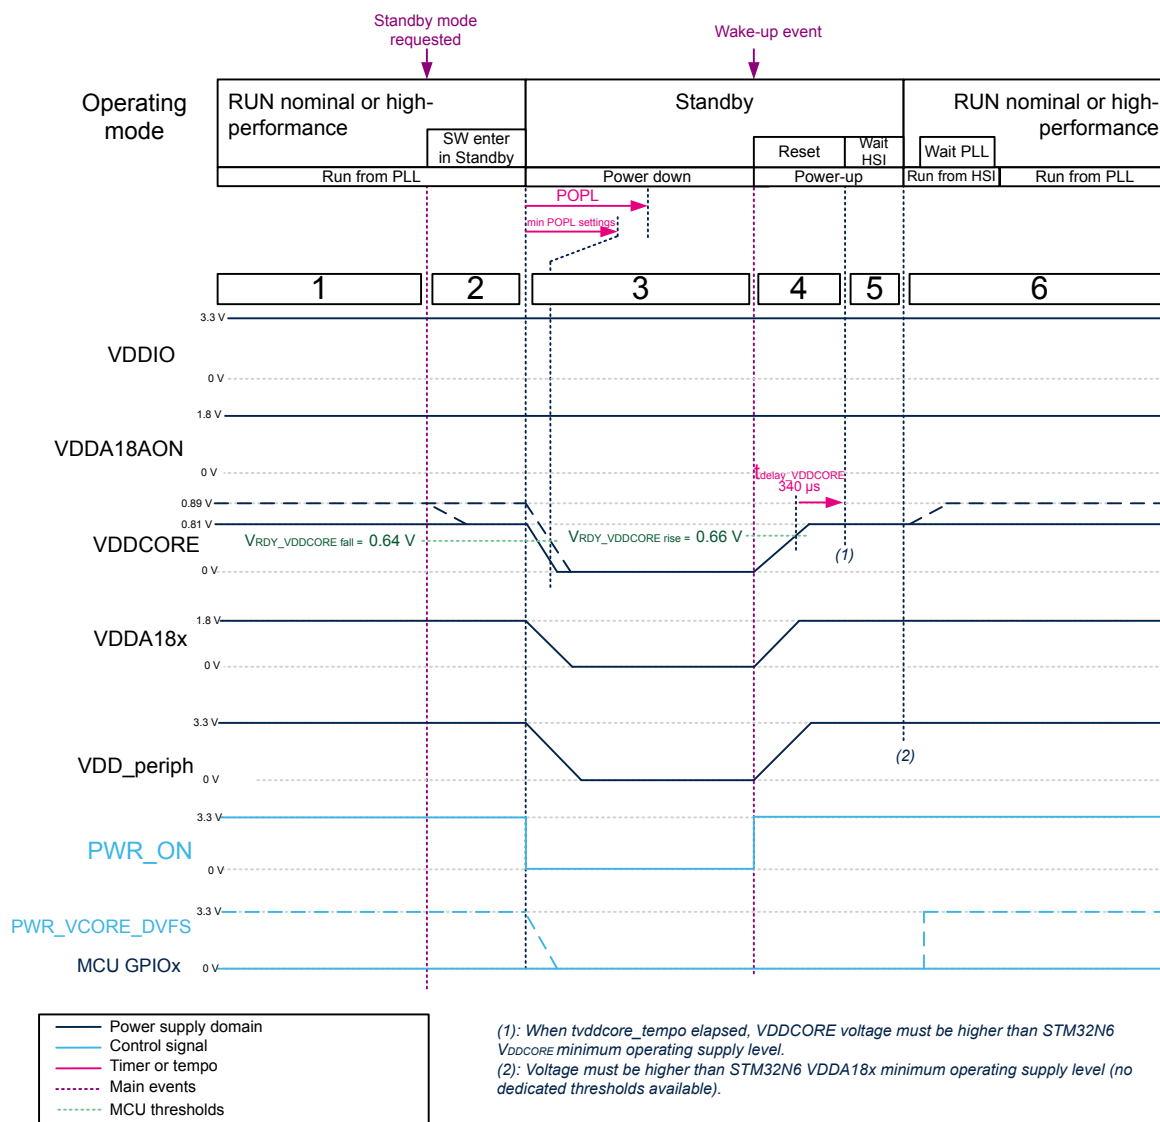 Standby mode
requested
Wake-up event
Operating
mode
RUN nominal or high-
performance
Standby
RUN nominal or high-
performance
SW enter
in Standby
Reset
Wait
HSI
Wait PLL
Run from PLL
Power down
Power-up
Run from HSI
Run from PLL
POPL
min POPL settings
1
2
3
4
5
6
3.3 V
VDDIO
0 V
1.8 V
VDDA18AON
0 V
tdelay_VDDCORE
340 µs
0.89 V
0.81 V
VDDCORE
VRDY_VDDCORE fall = 0.64 V
VRDY_VDDCORE rise = 0.66 V
(1)
0 V
1.8 V
VDDA18x
0 V
3.3 V
VDD_periph
(2)
0 V
3.3 V
PWR_ON
0 V
3.3 V
PWR_VCORE_DVFS
MCU GPIOx
0 V
Power supply domain
Control signal
Timer or tempo
Main events
MCU thresholds
(1): When tvddcore_tempo elapsed, VDDCORE voltage must be higher than STM32N6
VDDCORE minimum operating supply level.
(2): Voltage must be higher than STM32N6 VDDA18x minimum operating supply level (no
dedicated thresholds available).